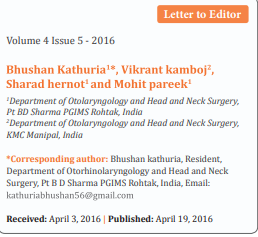 Letter to Editor
Volume 4 Issue 5 - 2016
Bhushan Kathuria¹*, Vikrant kamboj²,
Sharad hernot¹ and Mohit pareek¹
¹Department of Otolaryngology and Head and Neck Surgery,
Pt BD Sharma PGIMS Rohtak, India
²Department of Otolaryngology and Head and Neck Surgery,
KMC Manipal, India
*Corresponding author: Bhushan kathuria, Resident,
Department of Otorhinolaryngology and Head and Neck
Surgery, Pt B D Sharma PGIMS Rohtak, India, Email:
kathuriabhushan56@gmail.com
Received: April 3, 2016 | Published: April 19, 2016